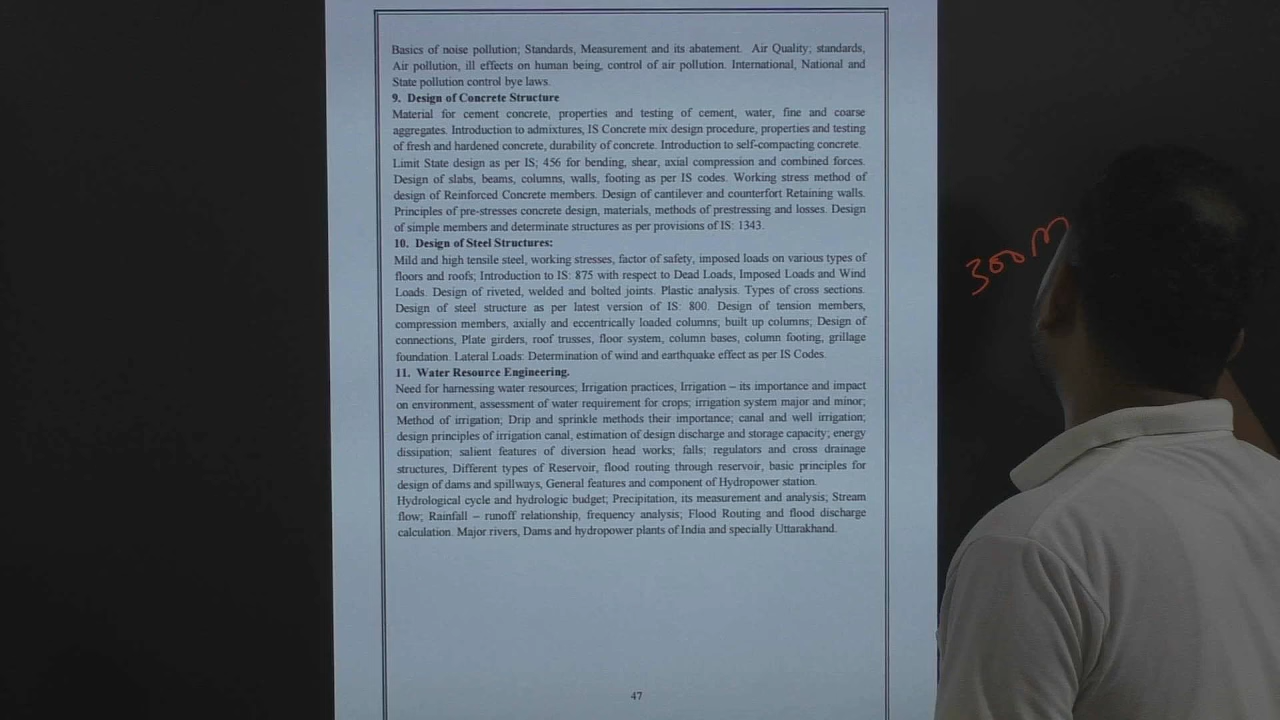 Basics of noise pollution; Standards, Measurement and its abatement. Air Quality; standards,
Air pollution, ill effects on human being, control of air pollution. International, National and
State pollution control bye laws.
9. Design of Concrete Structure
Material for cement concrete, properties and testing of cement, water, fine and coarse
aggregates. Introduction to admixtures, IS Concrete mix design procedure, properties and testing
of fresh and hardened concrete, durability of concrete. Introduction to self-compacting concrete.
Limit State design as per IS; 456 for bending, shear, axial compression and combined forces.
Design of slabs, beams, columns, walls, footing as per IS codes. Working stress method of
design of Reinforced Concrete members. Design of cantilever and counterfort Retaining walls.
Principles of pre-stresses concrete design, materials, methods of prestressing and losses. Design
of simple members and determinate structures as per provisions of IS: 1343.
10. Design of Steel Structures:
Mild and high tensile steel, working stresses, factor of safety, imposed loads on various types of
floors and roofs; Introduction to IS: 875 with respect to Dead Loads, Imposed Loads and Wind
Loads. Design of riveted, welded and bolted joints. Plastic analysis. Types of cross sections.
Design of steel structure as per latest version of IS: 800. Design of tension members,
compression members, axially and eccentrically loaded columns; built up columns; Design of
connections, Plate girders, roof trusses, floor system, column bases, column footing, grillage
foundation. Lateral Loads: Determination of wind and earthquake effect as per IS Codes.
11. Water Resource Engineering.
Need for harnessing water resources; Irrigation practices, Irrigation – its importance and impact
on environment, assessment of water requirement for crops; irrigation system major and minor;
Method of irrigation; Drip and sprinkle methods their importance; canal and well irrigation;
design principles of irrigation canal, estimation of design discharge and storage capacity; energy
dissipation; salient features of diversion head works; falls; regulators and cross drainage
structures, Different types of Reservoir, flood routing through reservoir, basic principles for
design of dams and spillways, General features and component of Hydropower station.
Hydrological cycle and hydrologic budget; Precipitation, its measurement and analysis; Stream
flow; Rainfall – runoff relationship, frequency analysis; Flood Routing and flood discharge
calculation. Major rivers, Dams and hydropower plants of India and specially Uttarakhand.
47
300 M